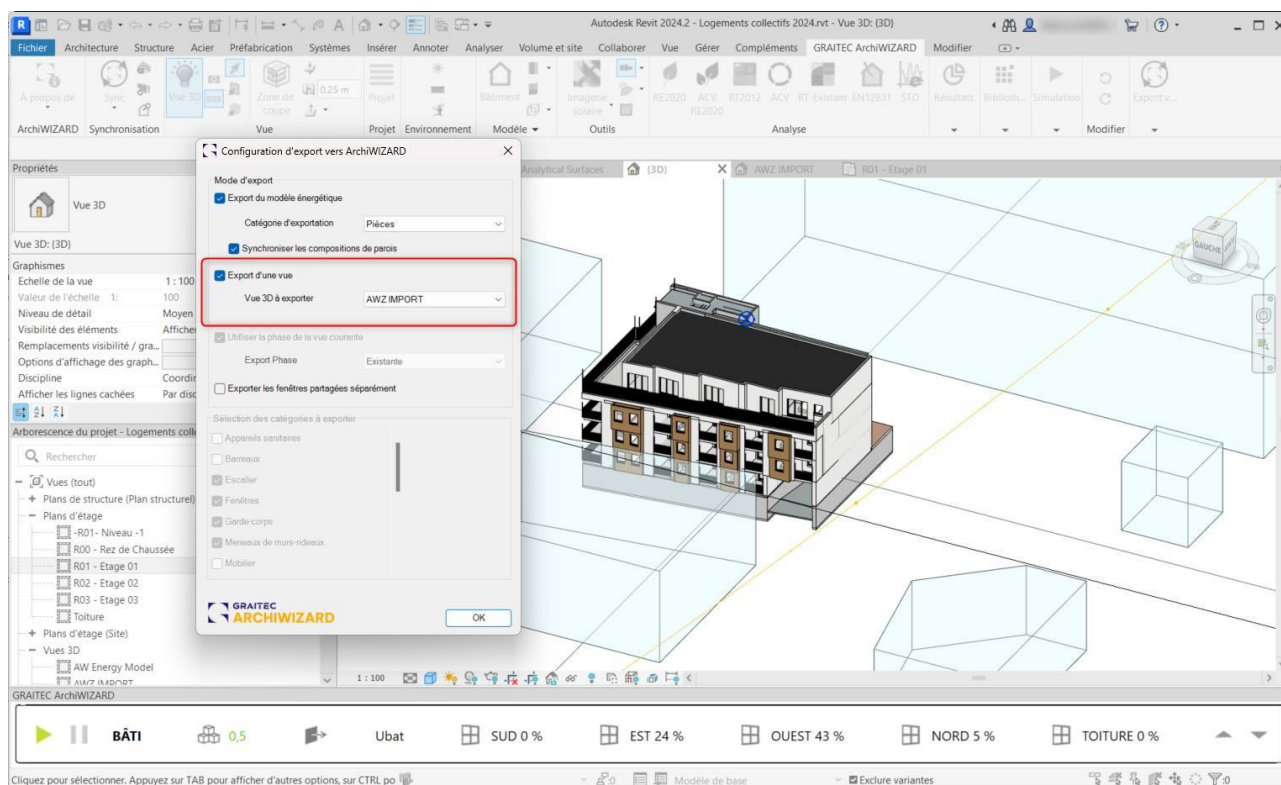 Autodesk Revit 2024.2 - Logements collectifs 2024.rvt - Vue 3D: {3D}
Fichier Architecture Structure Acier Préfabrication Systèmes Insérer Annoter Analyser Volume et site Collaborer Vue Gérer Compléments GRAITEC ArchiWIZARD Modifier
À propos de Sync Vue 3D Zone de coupe 0.25 m Projet Bâtiment Imagerie solaire RE2020 ACV RE2020 RT2012 ACV RT-Existant EN12831 STD Résultats Biblioth... Simulation Export v...
ArchiWIZARD Synchronisation Vue Projet Environnement Modèle Outils Analyse Modifier
Configuration d'export vers ArchiWIZARD
Propriétés
Analytical Surfaces {3D} AWZ IMPORT R01 - Etage 01
Mode d'export
Export du modèle énergétique
Catégorie d'exportation Pièces
Synchroniser les compositions de parois
Export d'une vue
Vue 3D à exporter AWZ IMPORT
Utiliser la phase de la vue courante
Export Phase Existante
Exporter les fenêtres partagées séparément
Sélection des catégories à exporter
Appareils sanitaires
Barreaux
Escalier
Fenêtres
Garde-corps
Meneaux de murs-rideaux
Mobilier
GRAITEC
ARCHIWIZARD
OK
Vue 3D
Vue 3D: {3D}
Graphismes
Echelle de la vue 1 : 100
Valeur de l'échelle 1: 100
Niveau de détail Moyen
Visibilité des éléments Affiche
Remplacements visibilité / gra...
Options d'affichage des graph...
Discipline Coordi
Afficher les lignes cachées Par disc
Arborescence du projet - Logements coll
Rechercher
Vues (tout)
Plans de structure (Plan structurel)
Plans d'étage
-R01- Niveau -1
R00 - Rez de Chaussée
R01 - Etage 01
R02 - Etage 02
R03 - Etage 03
Toiture
Plans d'étage (Site)
Vues 3D
AW Energy Model
AWZ IMPORT
GAUCHE
1 : 100
GRAITEC ArchiWIZARD
BÂTI 0,5 Ubat SUD 0 % EST 24 % OUEST 43 % NORD 5 % TOITURE 0 %
Cliquez pour sélectionner. Appuyez sur TAB pour afficher d'autres options, sur CTRL po :0 Modèle de base Exclure variantes :0